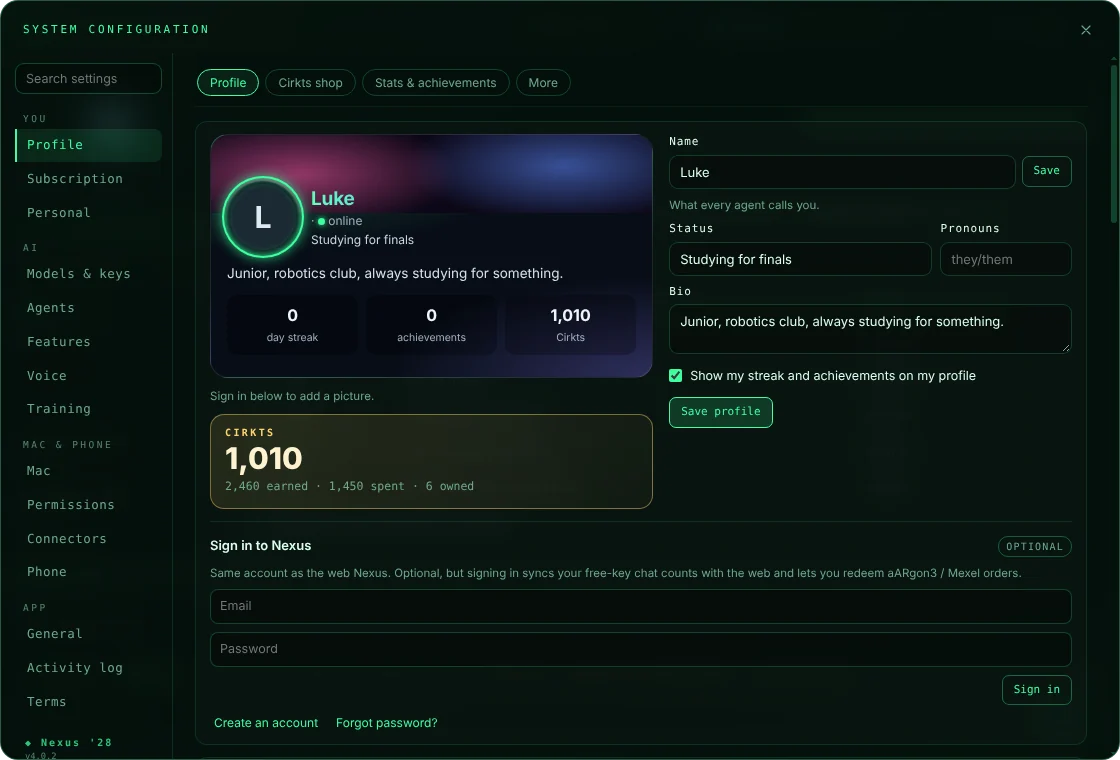 SYSTEM CONFIGURATION
Search settings
YOU
Profile
Subscription
Personal
AI
Models & keys
Agents
Features
Voice
Training
MAC & PHONE
Mac
Permissions
Connectors
Phone
APP
General
Activity log
Terms
◆ Nexus '28
v4.0.2
Profile
Cirkts shop
Stats & achievements
More
L
Luke
· online
Studying for finals
Junior, robotics club, always studying for something.
0
day streak
0
achievements
1,010
Cirkts
Sign in below to add a picture.
CIRKTS
1,010
2,460 earned · 1,450 spent · 6 owned
Name
Luke
Save
What every agent calls you.
Status
Pronouns
Studying for finals
they/them
Bio
Junior, robotics club, always studying for something.
Show my streak and achievements on my profile
Save profile
Sign in to Nexus
OPTIONAL
Same account as the web Nexus. Optional, but signing in syncs your free-key chat counts with the web and lets you redeem aARgon3 / Mexel orders.
Email
Password
Sign in
Create an account
Forgot password?